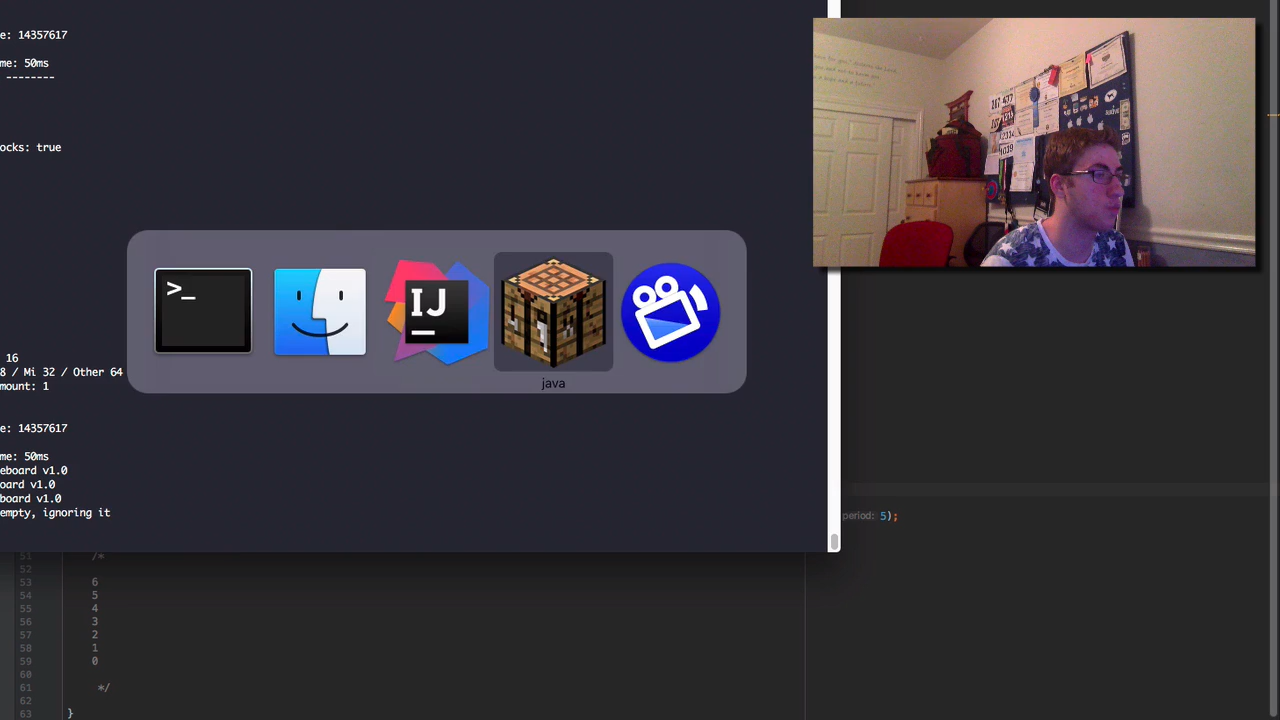 e: 14357617
me: 50ms
--------
ocks: true
>_
IJ
java
16
8 / Mi 32 / Other 64
mount: 1
e: 14357617
me: 50ms
eboard v1.0
oard v1.0
board v1.0
empty, ignoring it
period: 5);
51 /*
52
53 6
54 5
55 4
56 3
57 2
58 1
59 0
60
61 */
62
63 }